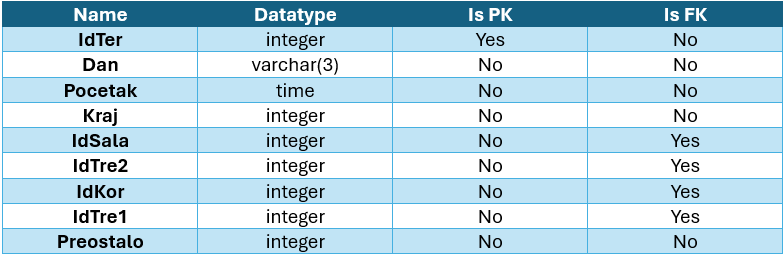 Name Datatype Is PK Is FK
IdTer integer Yes No
Dan varchar(3) No No
Pocetak time No No
Kraj integer No No
IdSala integer No Yes
IdTre2 integer No Yes
IdKor integer No Yes
IdTre1 integer No Yes
Preostalo integer No No